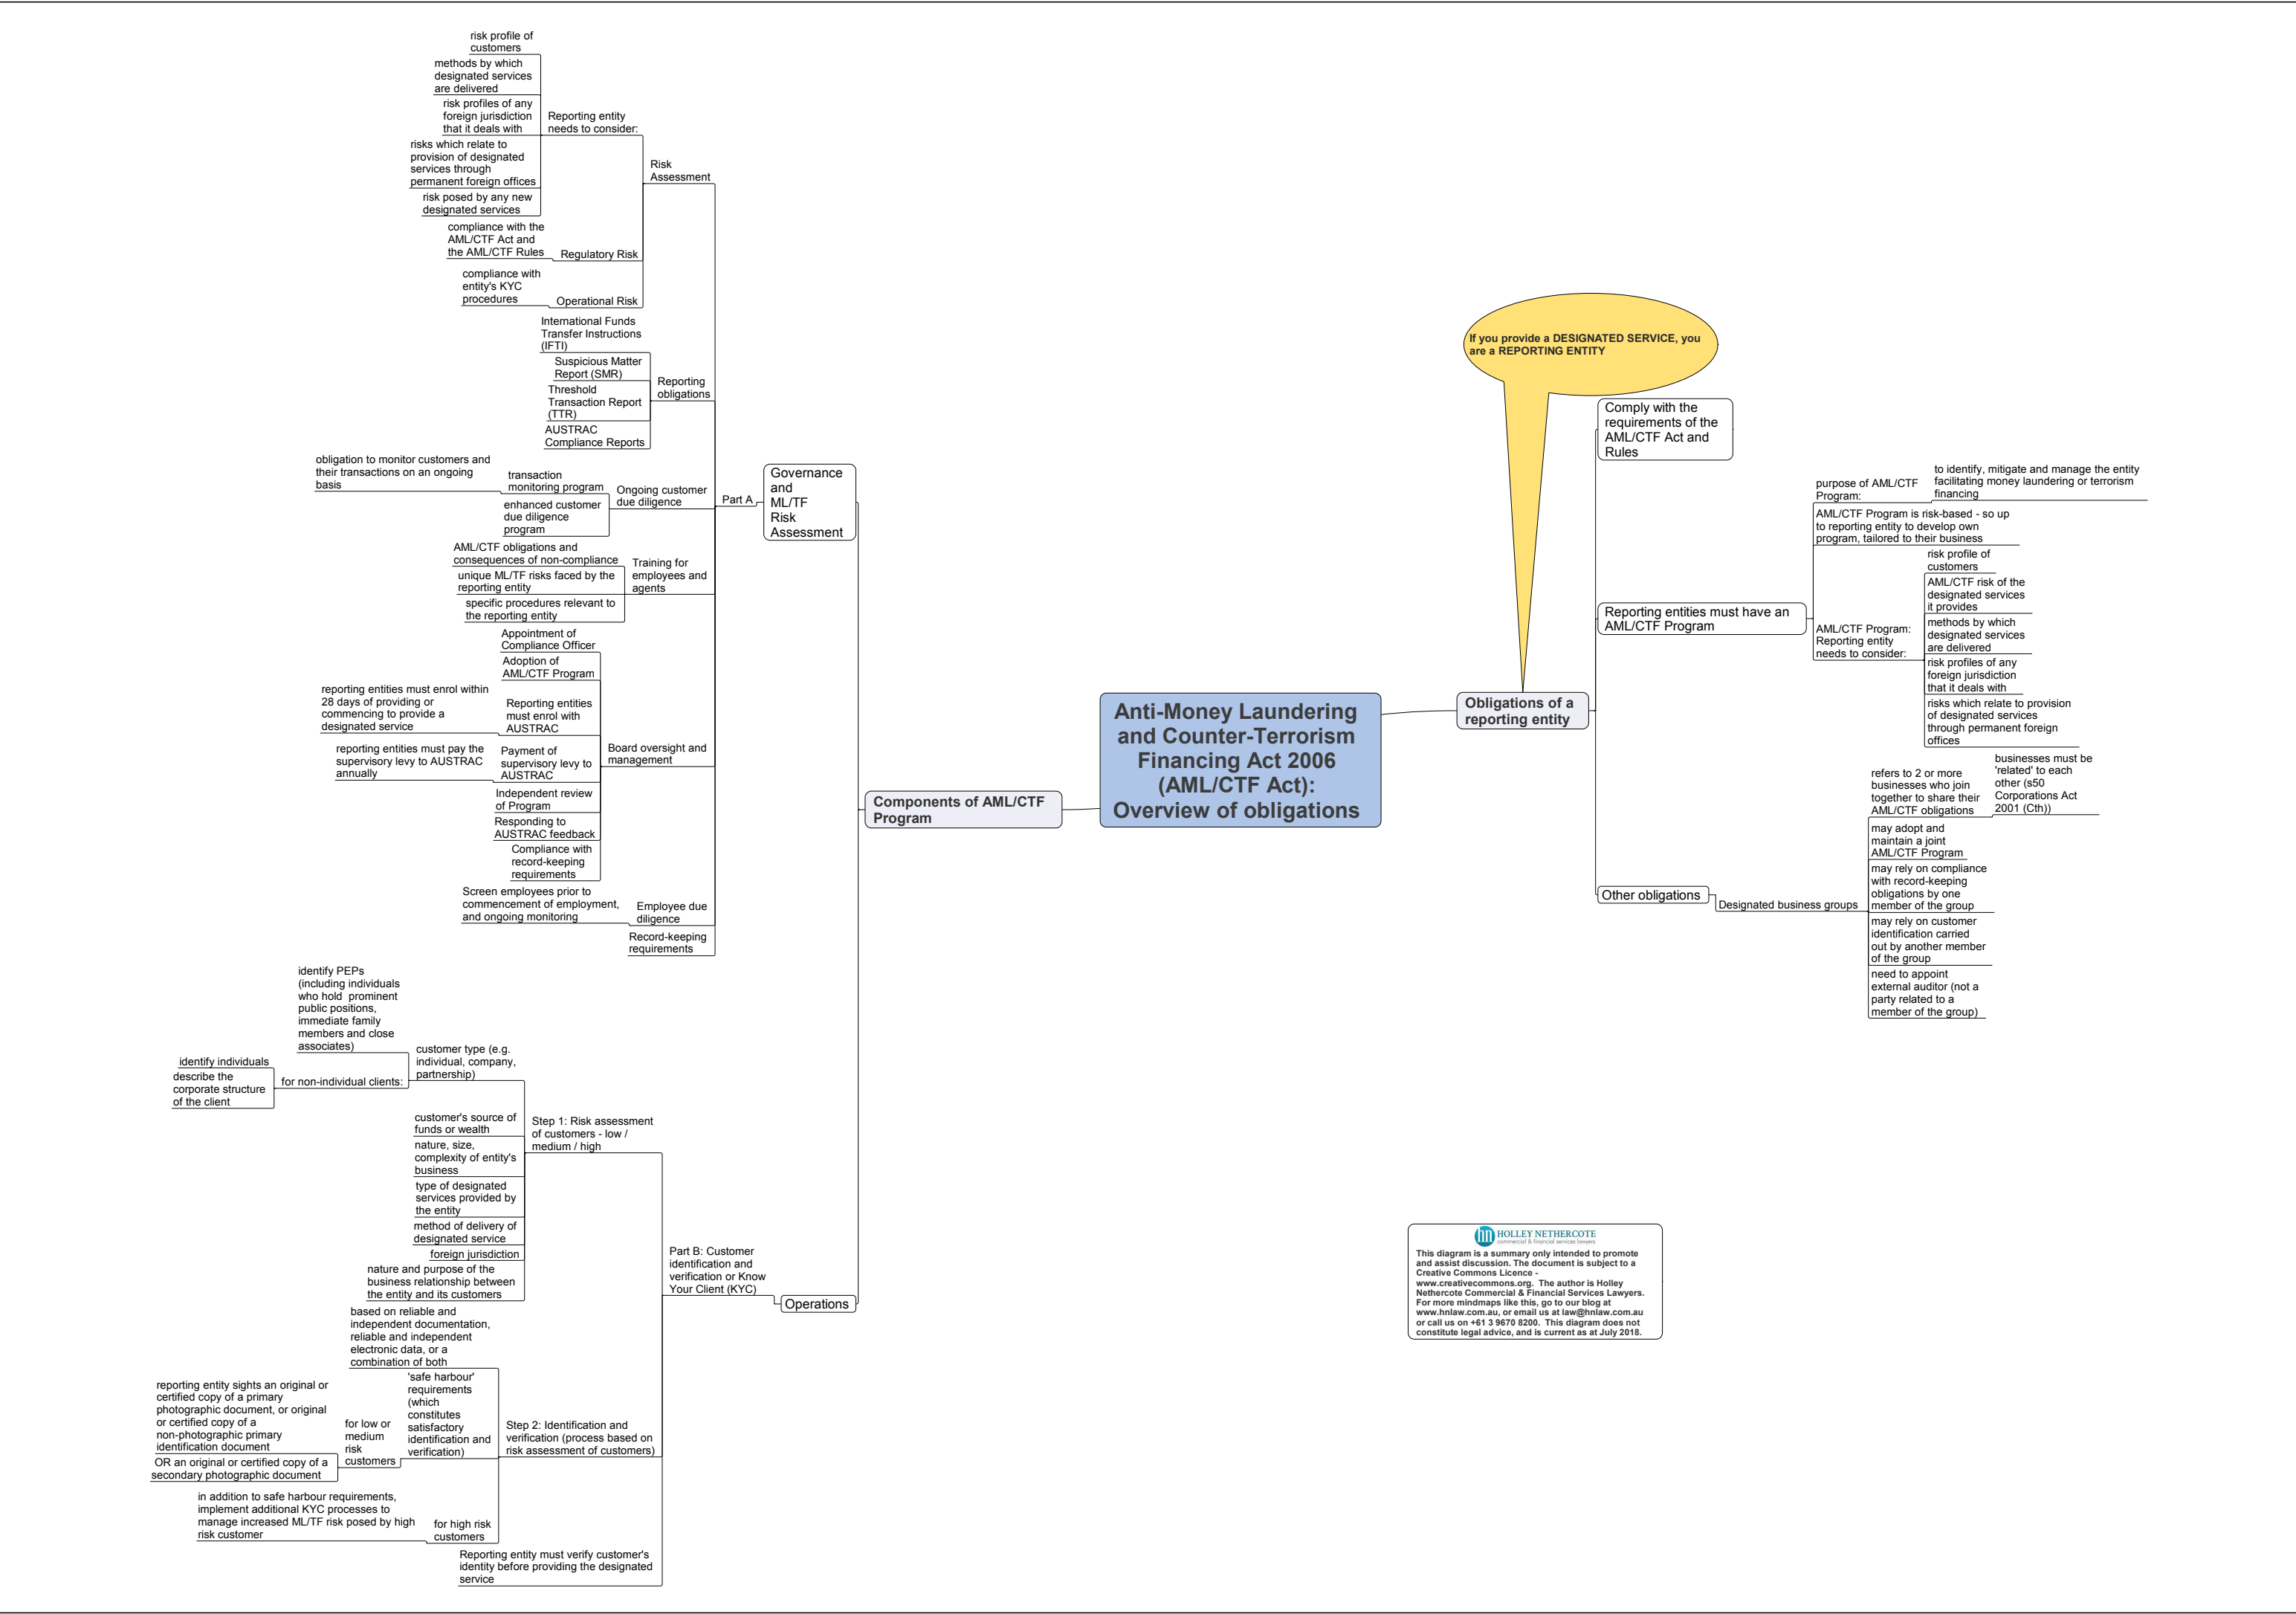 Anti-Money Laundering
and Counter-Terrorism
Financing Act 2006
(AML/CTF Act):
Overview of obligations
If you provide a DESIGNATED SERVICE, you
are a REPORTING ENTITY
Obligations of a
reporting entity
Comply with the
requirements of the
AML/CTF Act and
Rules
Reporting entities must have an
AML/CTF Program
purpose of AML/CTF
Program:
to identify, mitigate and manage the entity
facilitating money laundering or terrorism
financing
AML/CTF Program is risk-based - so up
to reporting entity to develop own
program, tailored to their business
AML/CTF Program:
Reporting entity
needs to consider:
risk profile of
customers
AML/CTF risk of the
designated services
it provides
methods by which
designated services
are delivered
risk profiles of any
foreign jurisdiction
that it deals with
risks which relate to provision
of designated services
through permanent foreign
offices
Other obligations
Designated business groups
refers to 2 or more
businesses who join
together to share their
AML/CTF obligations
businesses must be
'related' to each
other (s50
Corporations Act
2001 (Cth))
may adopt and
maintain a joint
AML/CTF Program
may rely on compliance
with record-keeping
obligations by one
member of the group
may rely on customer
identification carried
out by another member
of the group
need to appoint
external auditor (not a
party related to a
member of the group)
Components of AML/CTF
Program
Governance
and
ML/TF
Risk
Assessment
Part A
Risk
Assessment
Reporting entity
needs to consider:
risk profile of
customers
methods by which
designated services
are delivered
risk profiles of any
foreign jurisdiction
that it deals with
risks which relate to
provision of designated
services through
permanent foreign offices
risk posed by any new
designated services
Regulatory Risk
compliance with the
AML/CTF Act and
the AML/CTF Rules
Operational Risk
compliance with
entity's KYC
procedures
Reporting
obligations
International Funds
Transfer Instructions
(IFTI)
Suspicious Matter
Report (SMR)
Threshold
Transaction Report
(TTR)
AUSTRAC
Compliance Reports
Ongoing customer
due diligence
transaction
monitoring program
obligation to monitor customers and
their transactions on an ongoing
basis
enhanced customer
due diligence
program
Training for
employees and
agents
AML/CTF obligations and
consequences of non-compliance
unique ML/TF risks faced by the
reporting entity
specific procedures relevant to
the reporting entity
Board oversight and
management
Appointment of
Compliance Officer
Adoption of
AML/CTF Program
Reporting entities
must enrol with
AUSTRAC
reporting entities must enrol within
28 days of providing or
commencing to provide a
designated service
Payment of
supervisory levy to
AUSTRAC
reporting entities must pay the
supervisory levy to AUSTRAC
annually
Independent review
of Program
Responding to
AUSTRAC feedback
Compliance with
record-keeping
requirements
Employee due
diligence
Screen employees prior to
commencement of employment,
and ongoing monitoring
Record-keeping
requirements
Operations
Part B: Customer
identification and
verification or Know
Your Client (KYC)
Step 1: Risk assessment
of customers - low /
medium / high
customer type (e.g.
individual, company,
partnership)
identify PEPs
(including individuals
who hold  prominent
public positions,
immediate family
members and close
associates)
for non-individual clients:
identify individuals
describe the
corporate structure
of the client
customer's source of
funds or wealth
nature, size,
complexity of entity's
business
type of designated
services provided by
the entity
method of delivery of
designated service
foreign jurisdiction
nature and purpose of the
business relationship between
the entity and its customers
Step 2: Identification and
verification (process based on
risk assessment of customers)
based on reliable and
independent documentation,
reliable and independent
electronic data, or a
combination of both
'safe harbour'
requirements
(which
constitutes
satisfactory
identification and
verification)
for low or
medium
risk
customers
reporting entity sights an original or
certified copy of a primary
photographic document, or original
or certified copy of a
non-photographic primary
identification document
OR an original or certified copy of a
secondary photographic document
for high risk
customers
in addition to safe harbour requirements,
implement additional KYC processes to
manage increased ML/TF risk posed by high
risk customer
Reporting entity must verify customer's
identity before providing the designated
service
hn HOLLEY NETHERCOTE
commercial & financial services lawyers
This diagram is a summary only intended to promote
and assist discussion. The document is subject to a
Creative Commons Licence -
www.creativecommons.org.  The author is Holley
Nethercote Commercial & Financial Services Lawyers.
For more mindmaps like this, go to our blog at
www.hnlaw.com.au, or email us at law@hnlaw.com.au
or call us on +61 3 9670 8200.  This diagram does not
constitute legal advice, and is current as at July 2018.